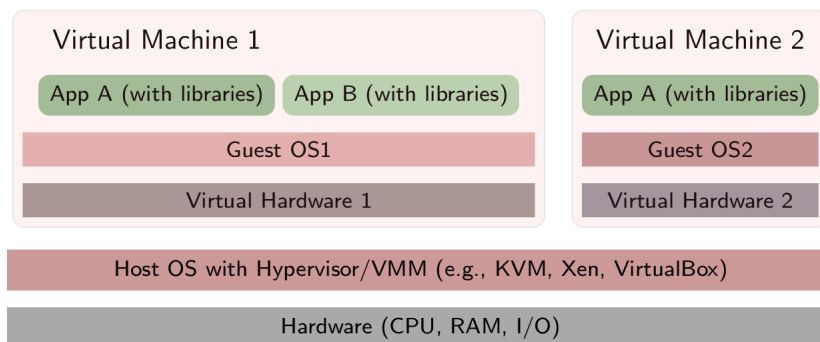 Virtual Machine 1
Virtual Machine 2
App A (with libraries)
App B (with libraries)
App A (with libraries)
Guest OS1
Guest OS2
Virtual Hardware 1
Virtual Hardware 2
Host OS with Hypervisor/VMM (e.g., KVM, Xen, VirtualBox)
Hardware (CPU, RAM, I/O)